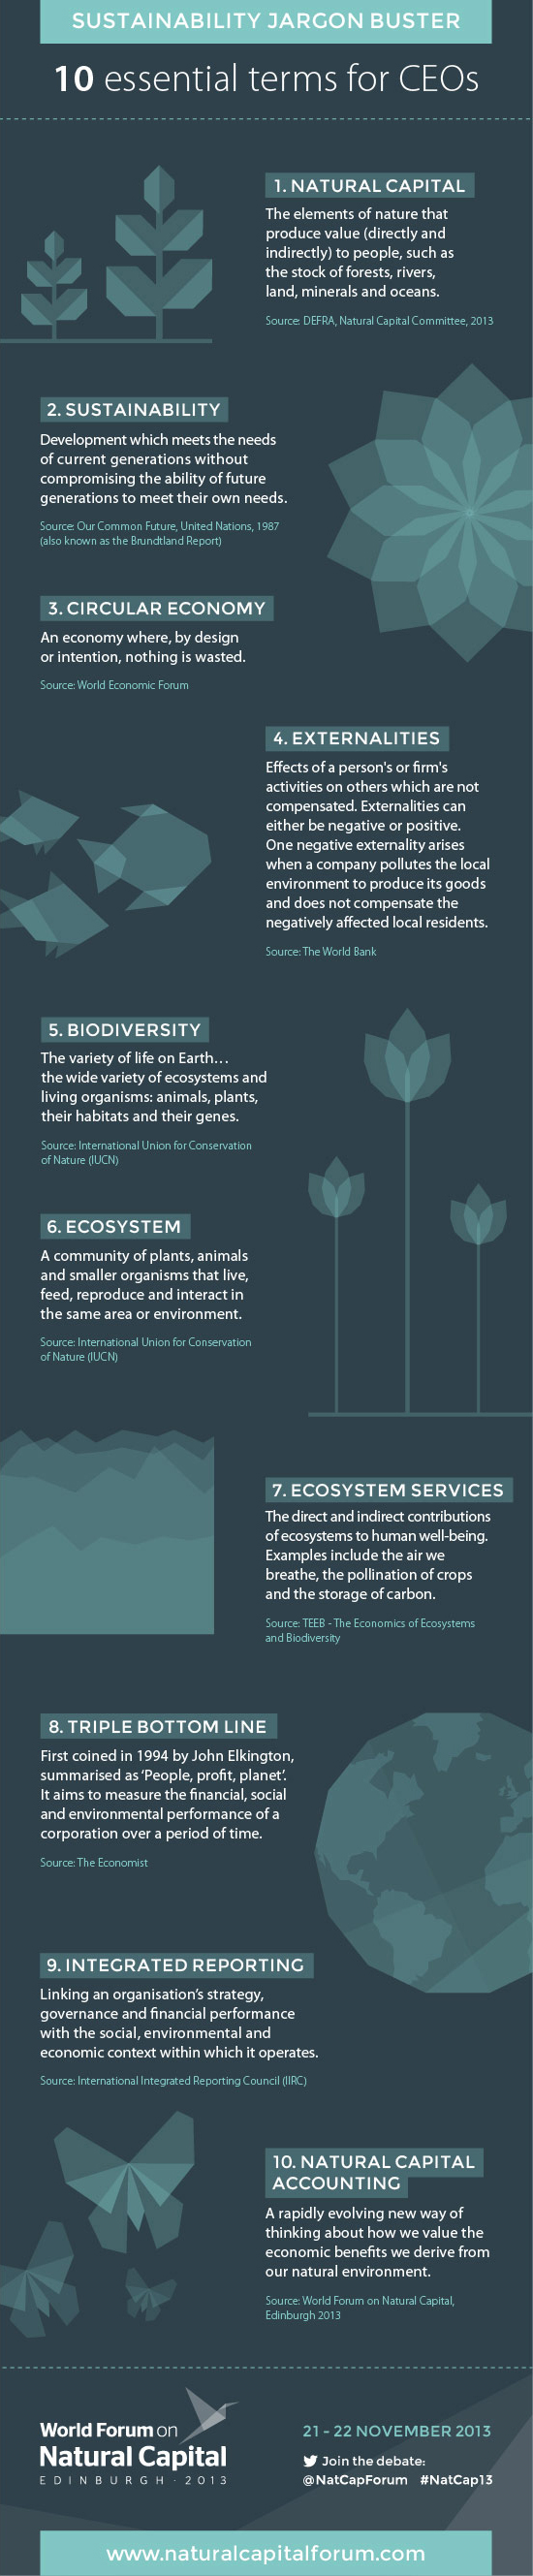 SUSTAINABILITY JARGON BUSTER
10 essential terms for CEOs
1. NATURAL CAPITAL
The elements of nature that
produce value (directly and
indirectly) to people, such as
the stock of forests, rivers,
land, minerals and oceans.
Source: DEFRA, Natural Capital Committee, 2013
2. SUSTAINABILITY
Development which meets the needs
of current generations without
compromising the ability of future
generations to meet their own needs.
Source: Our Common Future, United Nations, 1987
(also known as the Brundtland Report)
3. CIRCULAR ECONOMY
An economy where, by design
or intention, nothing is wasted.
Source: World Economic Forum
4. EXTERNALITIES
Effects of a person's or firm's
activities on others which are not
compensated. Externalities can
either be negative or positive.
One negative externality arises
when a company pollutes the local
environment to produce its goods
and does not compensate the
negatively affected local residents.
Source: The World Bank
5. BIODIVERSITY
The variety of life on Earth…
the wide variety of ecosystems and
living organisms: animals, plants,
their habitats and their genes.
Source: International Union for Conservation
of Nature (IUCN)
6. ECOSYSTEM
A community of plants, animals
and smaller organisms that live,
feed, reproduce and interact in
the same area or environment.
Source: International Union for Conservation
of Nature (IUCN)
7. ECOSYSTEM SERVICES
The direct and indirect contributions
of ecosystems to human well-being.
Examples include the air we
breathe, the pollination of crops
and the storage of carbon.
Source: TEEB - The Economics of Ecosystems
and Biodiversity
8. TRIPLE BOTTOM LINE
First coined in 1994 by John Elkington,
summarised as ‘People, profit, planet’.
It aims to measure the financial, social
and environmental performance of a
corporation over a period of time.
Source: The Economist
9. INTEGRATED REPORTING
Linking an organisation’s strategy,
governance and financial performance
with the social, environmental and
economic context within which it operates.
Source: International Integrated Reporting Council (IIRC)
10. NATURAL CAPITAL
ACCOUNTING
A rapidly evolving new way of
thinking about how we value the
economic benefits we derive from
our natural environment.
Source: World Forum on Natural Capital,
Edinburgh 2013
World Forum on
Natural Capital
EDINBURGH · 2013
21 - 22 NOVEMBER 2013
Join the debate:
@NatCapForum #NatCap13
www.naturalcapitalforum.com